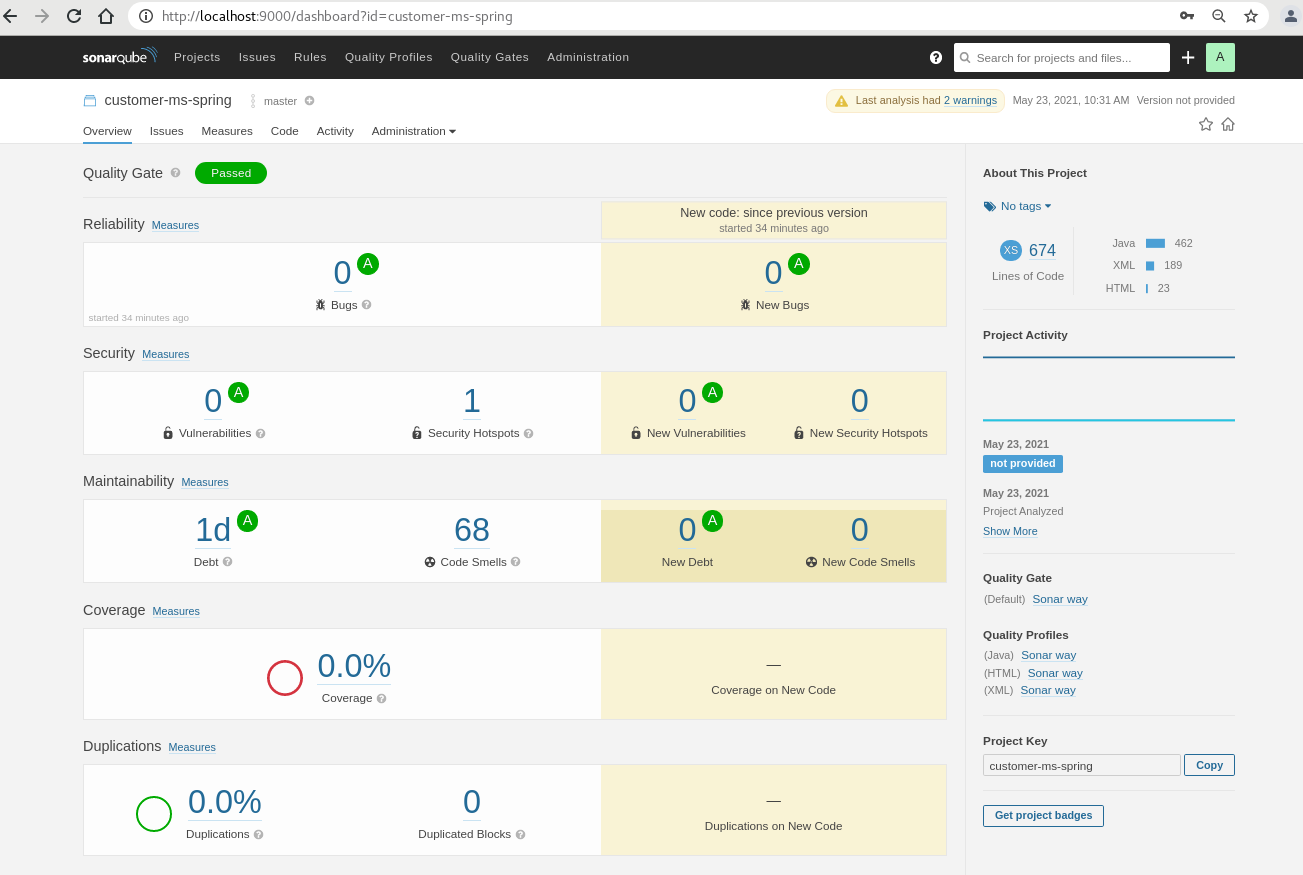 http://localhost:9000/dashboard?id=customer-ms-spring
sonarqube Projects Issues Rules Quality Profiles Quality Gates Administration ? Search for projects and files... A
customer-ms-spring master Last analysis had 2 warnings May 23, 2021, 10:31 AM Version not provided
Overview Issues Measures Code Activity Administration
Quality Gate ? Passed
Reliability Measures
New code: since previous version
started 34 minutes ago
0 A
Bugs ?
started 34 minutes ago
0 A
New Bugs
Security Measures
0 A
Vulnerabilities ?
1
Security Hotspots ?
0 A
New Vulnerabilities
0
New Security Hotspots
Maintainability Measures
1d A
Debt ?
68
Code Smells ?
0 A
New Debt
0
New Code Smells
Coverage Measures
0.0%
Coverage ?
—
Coverage on New Code
Duplications Measures
0.0%
Duplications ?
0
Duplicated Blocks ?
—
Duplications on New Code
About This Project
No tags
XS 674
Lines of Code
Java 462
XML 189
HTML 23
Project Activity
May 23, 2021
not provided
May 23, 2021
Project Analyzed
Show More
Quality Gate
(Default) Sonar way
Quality Profiles
(Java) Sonar way
(HTML) Sonar way
(XML) Sonar way
Project Key
customer-ms-spring Copy
Get project badges